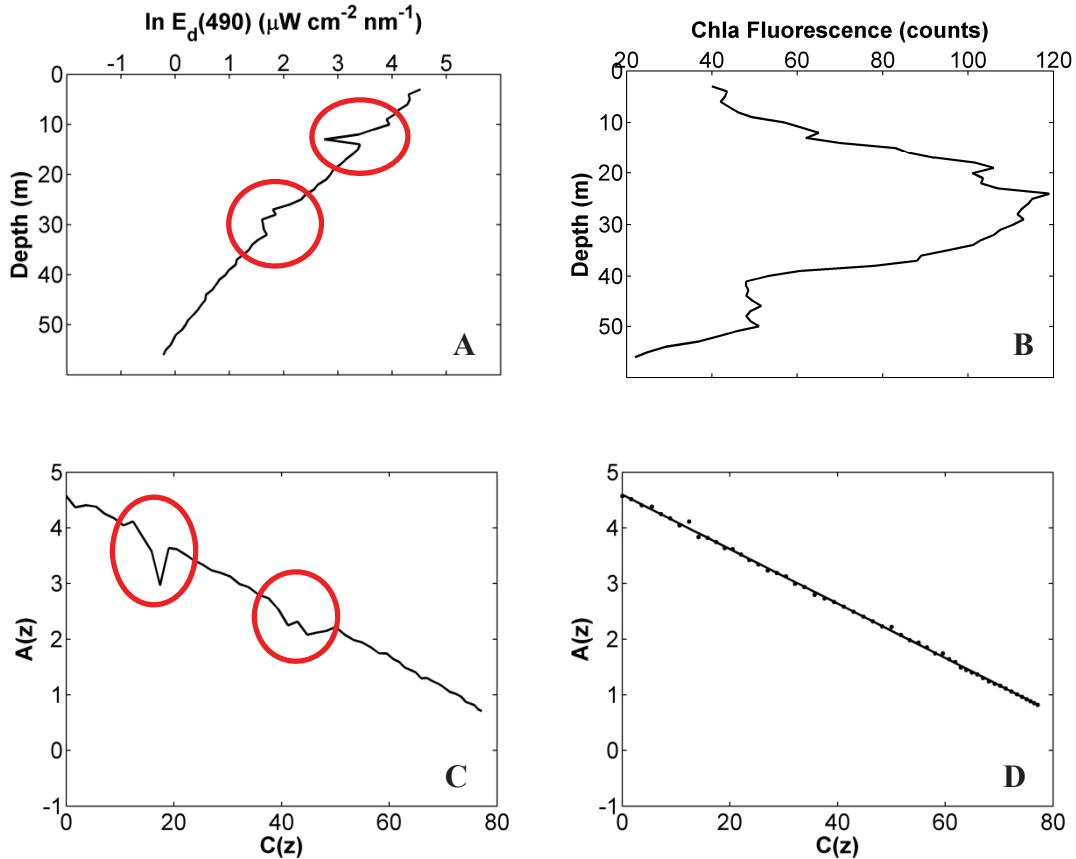 ln E_d(490) (μW cm⁻² nm⁻¹)
-1 0 1 2 3 4 5
0
10
20
30
40
50
Depth (m)
A
Chla Fluorescence (counts)
20 40 60 80 100 120
0
10
20
30
40
50
Depth (m)
B
5
4
3
2
1
0
-1
A(z)
0 20 40 60 80
C(z)
C
5
4
3
2
1
0
-1
A(z)
0 20 40 60 80
C(z)
D